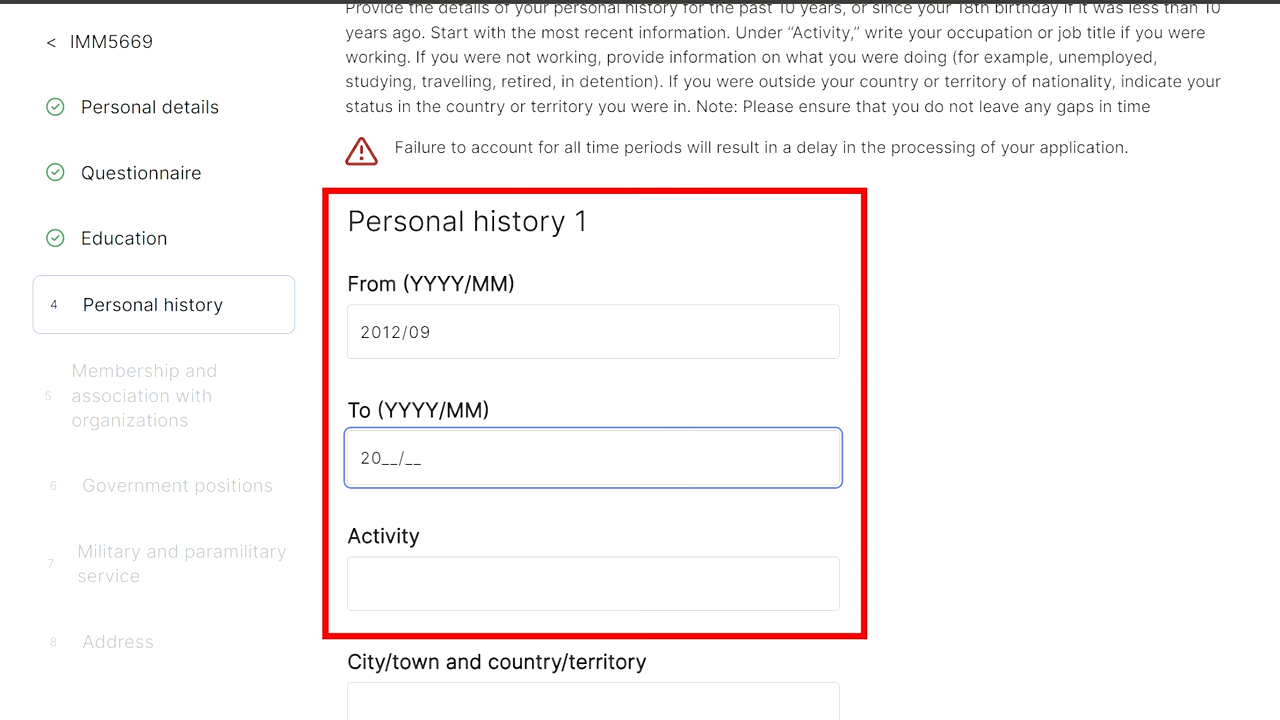 Provide the details of your personal history for the past 10 years, or since your 18th birthday if it was less than 10
years ago. Start with the most recent information. Under “Activity,” write your occupation or job title if you were
working. If you were not working, provide information on what you were doing (for example, unemployed,
studying, travelling, retired, in detention). If you were outside your country or territory of nationality, indicate your
status in the country or territory you were in. Note: Please ensure that you do not leave any gaps in time
Failure to account for all time periods will result in a delay in the processing of your application.
< IMM5669
Personal details
Questionnaire
Education
4 Personal history
5 Membership and
association with
organizations
6 Government positions
7 Military and paramilitary
service
8 Address
Personal history 1
From (YYYY/MM)
2012/09
To (YYYY/MM)
20__/__
Activity
City/town and country/territory